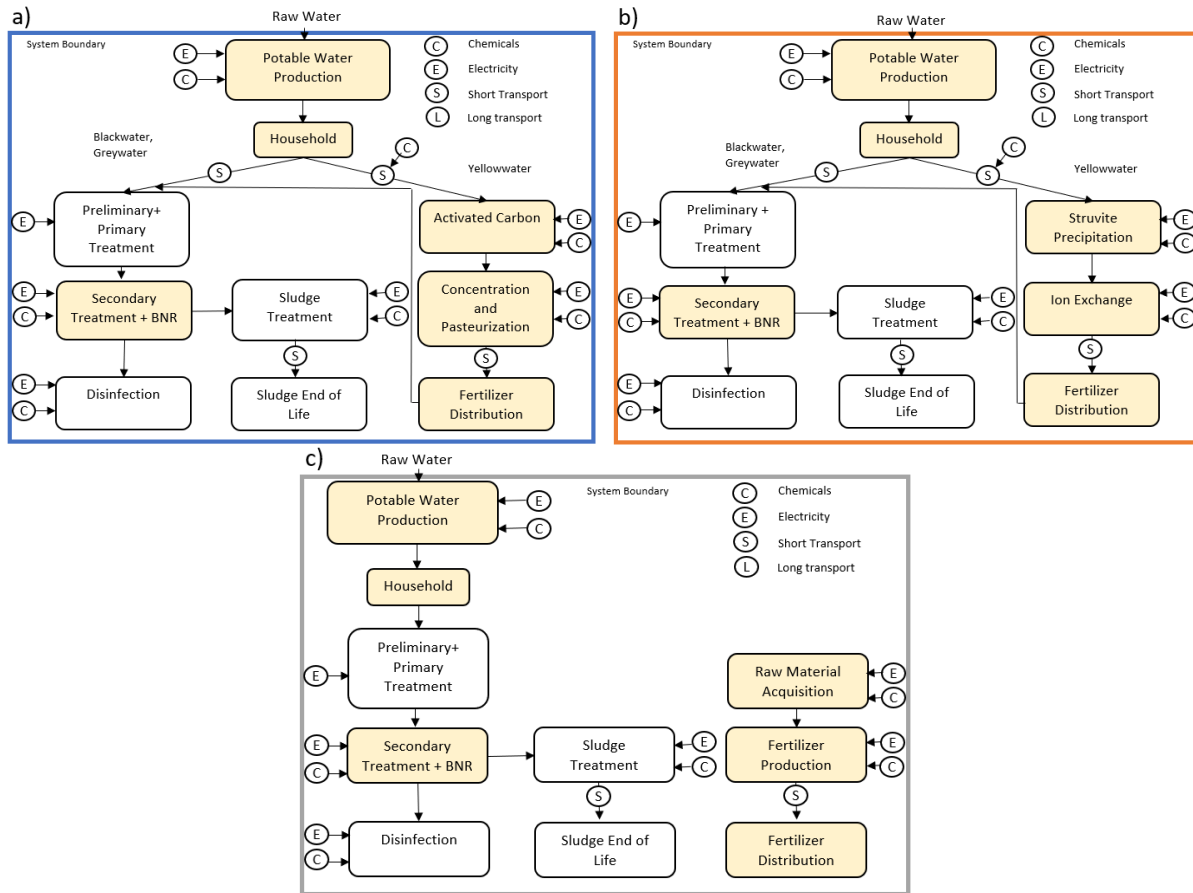 a)
Raw Water
System Boundary
E
C
Potable Water
Production
C Chemicals
E Electricity
S Short Transport
L Long transport
Household
Blackwater,
Greywater
S
S
C
Yellowwater
E
Preliminary+
Primary
Treatment
Activated Carbon
E
C
E
C
Secondary
Treatment + BNR
Sludge
Treatment
E
C
Concentration
and
Pasteurization
E
C
S
S
E
C
Disinfection
Sludge End of
Life
Fertilizer
Distribution
b)
Raw Water
System Boundary
E
C
Potable Water
Production
C Chemicals
E Electricity
S Short Transport
L Long transport
Household
Blackwater,
Greywater
S
S
C
Yellowwater
E
Preliminary +
Primary
Treatment
Struvite
Precipitation
E
C
E
C
Secondary
Treatment + BNR
Sludge
Treatment
E
C
Ion Exchange
E
C
S
S
E
C
Disinfection
Sludge End of
Life
Fertilizer
Distribution
c)
Raw Water
System Boundary
Potable Water
Production
E
C
C Chemicals
E Electricity
S Short Transport
L Long transport
Household
E
Preliminary+
Primary
Treatment
Raw Material
Acquisition
E
C
E
C
Secondary
Treatment + BNR
Sludge
Treatment
E
C
Fertilizer
Production
E
C
S
S
E
C
Disinfection
Sludge End of
Life
Fertilizer
Distribution